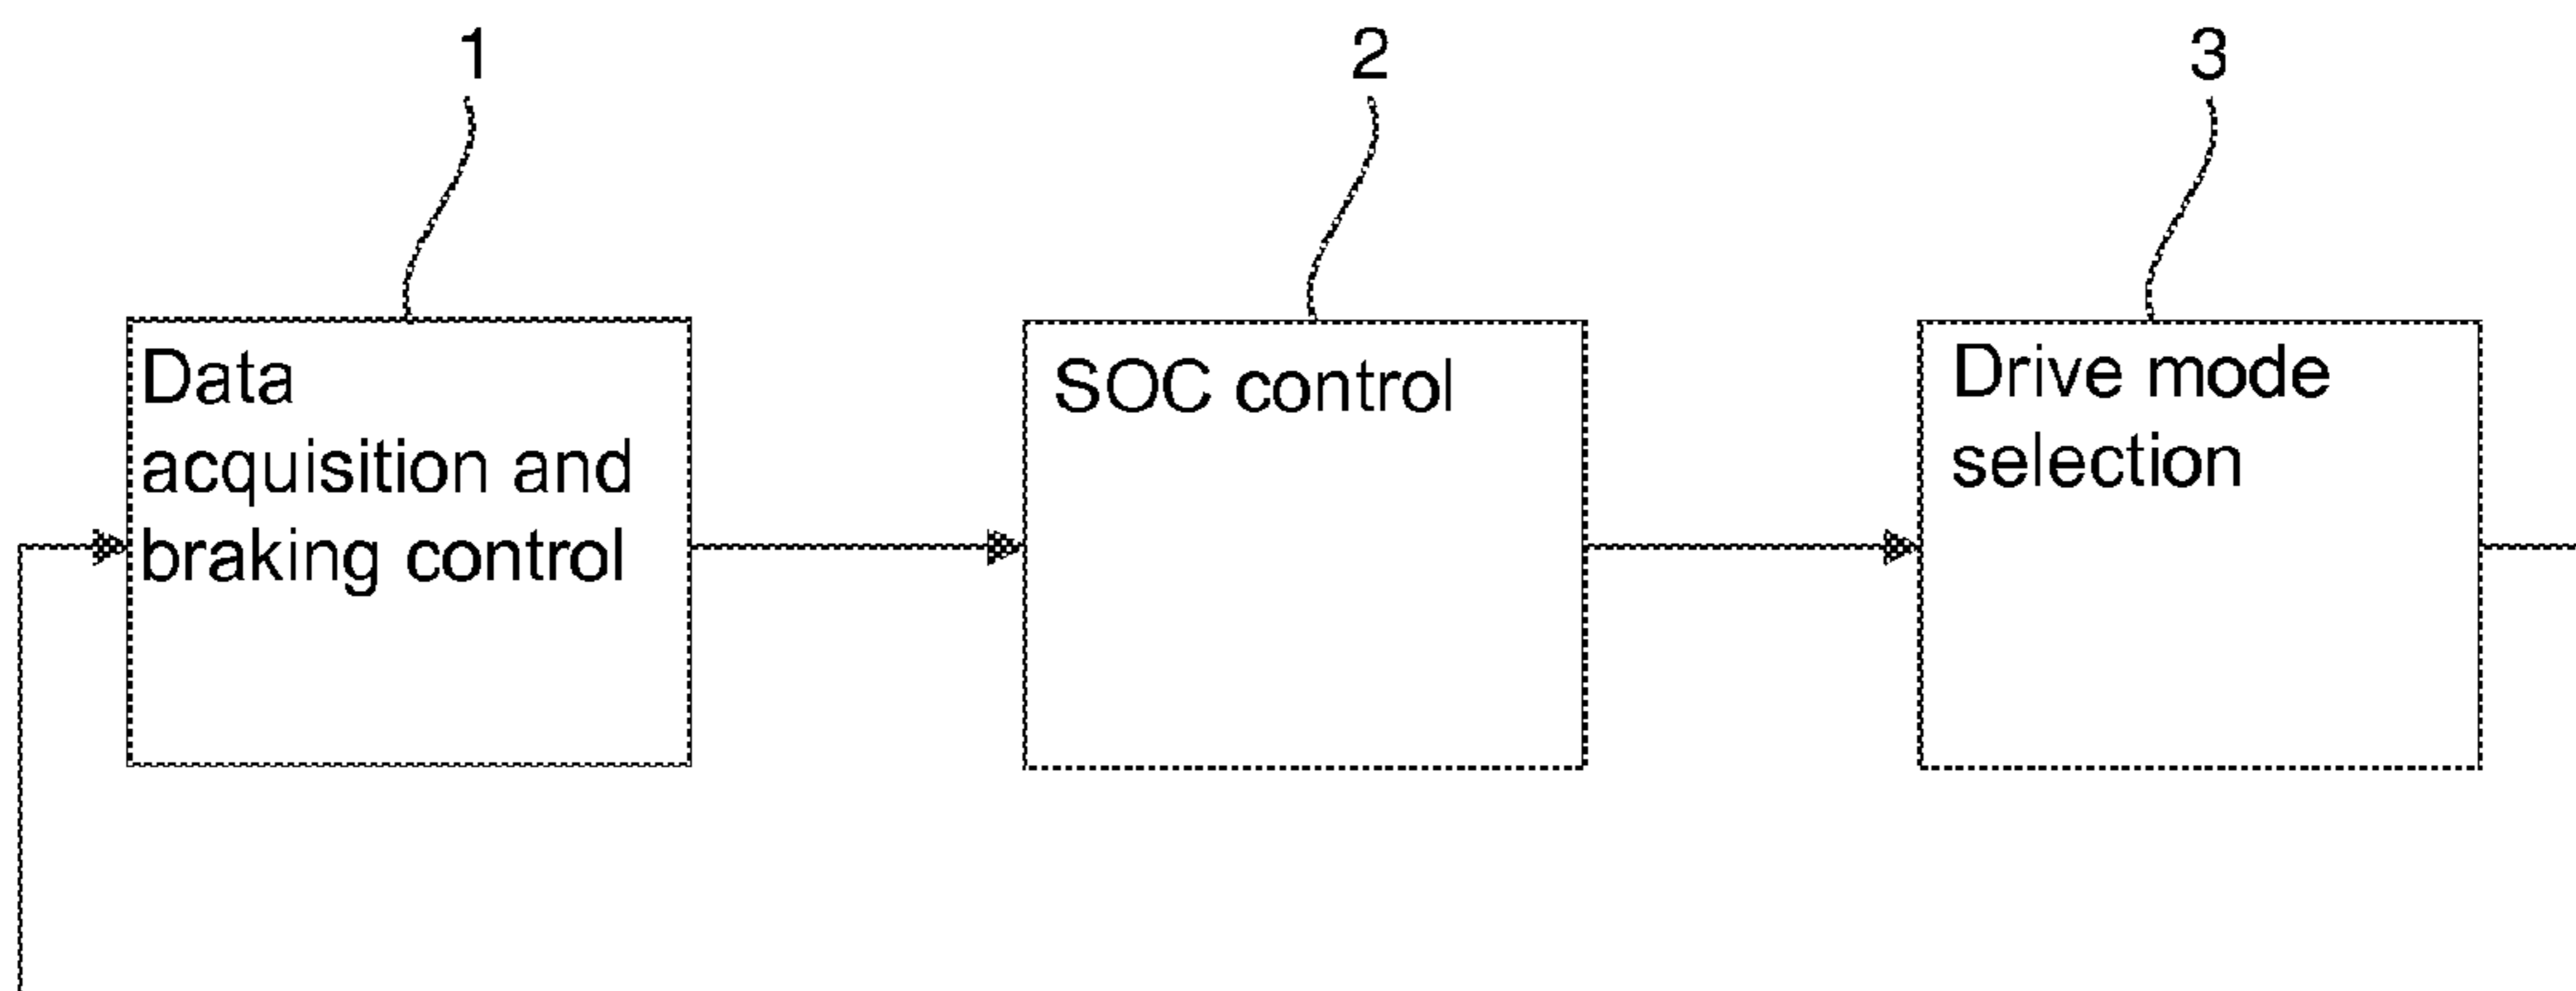 1
2
3
Data
acquisition and
braking control
SOC control
Drive mode
selection